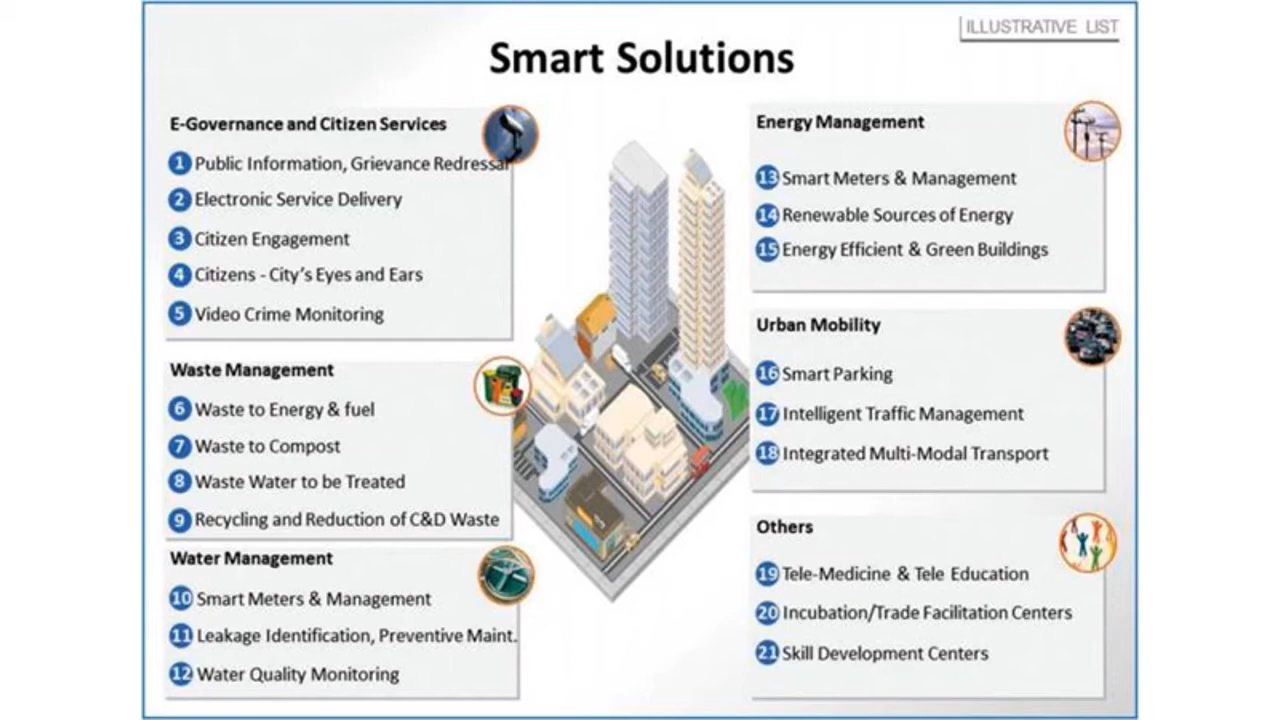 ILLUSTRATIVE LIST
Smart Solutions
E-Governance and Citizen Services
1 Public Information, Grievance Redressal
2 Electronic Service Delivery
3 Citizen Engagement
4 Citizens - City's Eyes and Ears
5 Video Crime Monitoring
Waste Management
6 Waste to Energy & fuel
7 Waste to Compost
8 Waste Water to be Treated
9 Recycling and Reduction of C&D Waste
Water Management
10 Smart Meters & Management
11 Leakage Identification, Preventive Maint.
12 Water Quality Monitoring
Energy Management
13 Smart Meters & Management
14 Renewable Sources of Energy
15 Energy Efficient & Green Buildings
Urban Mobility
16 Smart Parking
17 Intelligent Traffic Management
18 Integrated Multi-Modal Transport
Others
19 Tele-Medicine & Tele Education
20 Incubation/Trade Facilitation Centers
21 Skill Development Centers